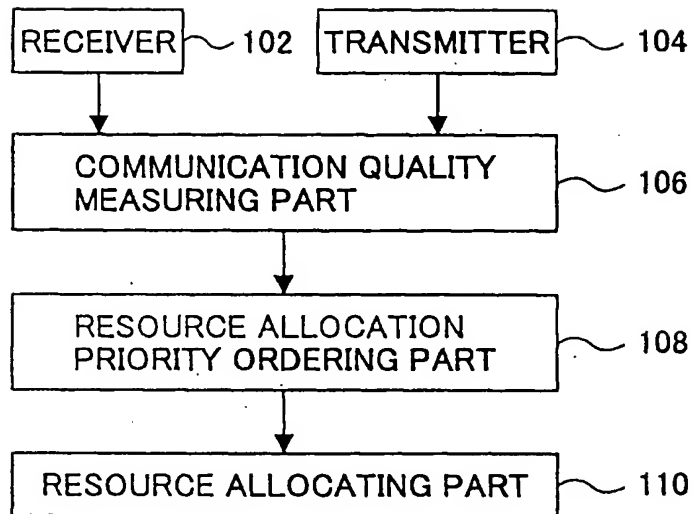 RECEIVER 102 TRANSMITTER 104
COMMUNICATION QUALITY
MEASURING PART 106
RESOURCE ALLOCATION
PRIORITY ORDERING PART 108
RESOURCE ALLOCATING PART 110